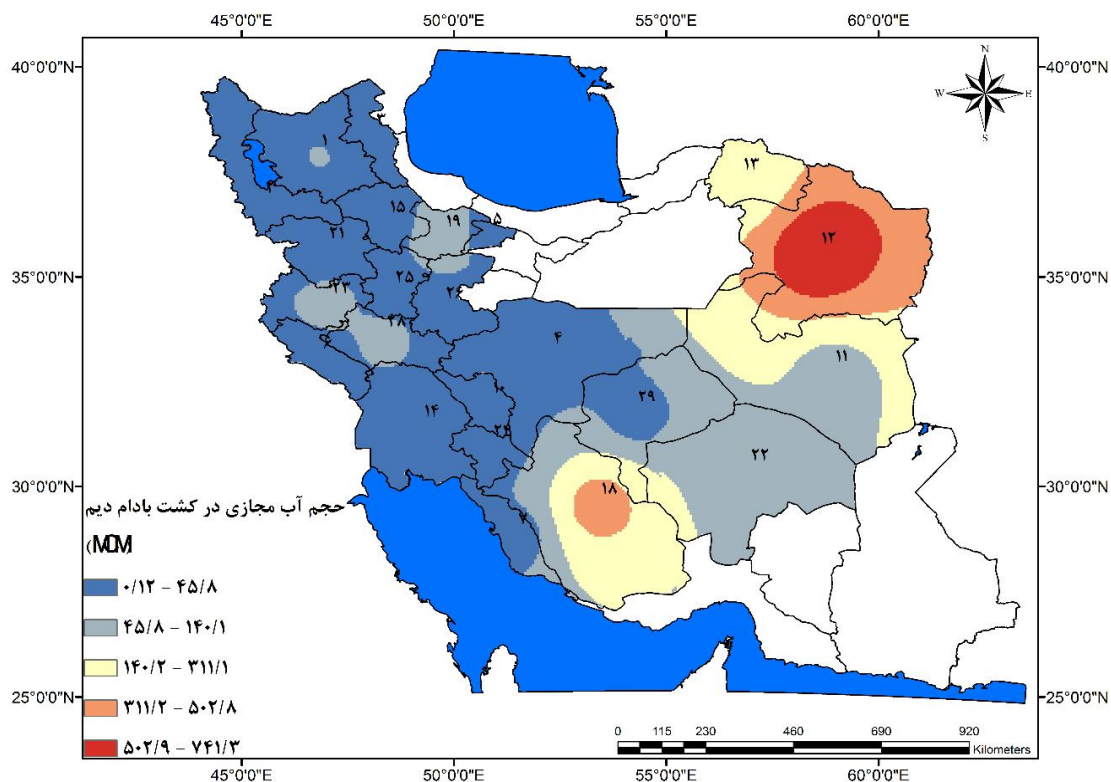 45°0'0"E 50°0'0"E 55°0'0"E 60°0'0"E
40°0'0"N 40°0'0"N
N
W E
S
۳
۱
۱۳
۱۵ ۱۹ ۵
۲۱ ۱۲
35°0'0"N ۲۵ ۹ 35°0'0"N
۲۳ ۲۶
۲۸
۶ ۴ ۱۱
۱۰ ۲۹
۱۴
۲۴ ۲۲
30°0'0"N ۱۸ 30°0'0"N
حجم آب مجازی در کشت بادام دیم ۷
(MCM)
۰/۱۲ – ۴۵/۸
۴۵/۸ – ۱۴۰/۱
۱۴۰/۲ – ۳۱۱/۱
۳۱۱/۲ – ۵۰۲/۸
۵۰۲/۹ – ۷۴۱/۳
25°0'0"N 25°0'0"N
0 115 230 460 690 920
Kilometers
45°0'0"E 50°0'0"E 55°0'0"E 60°0'0"E